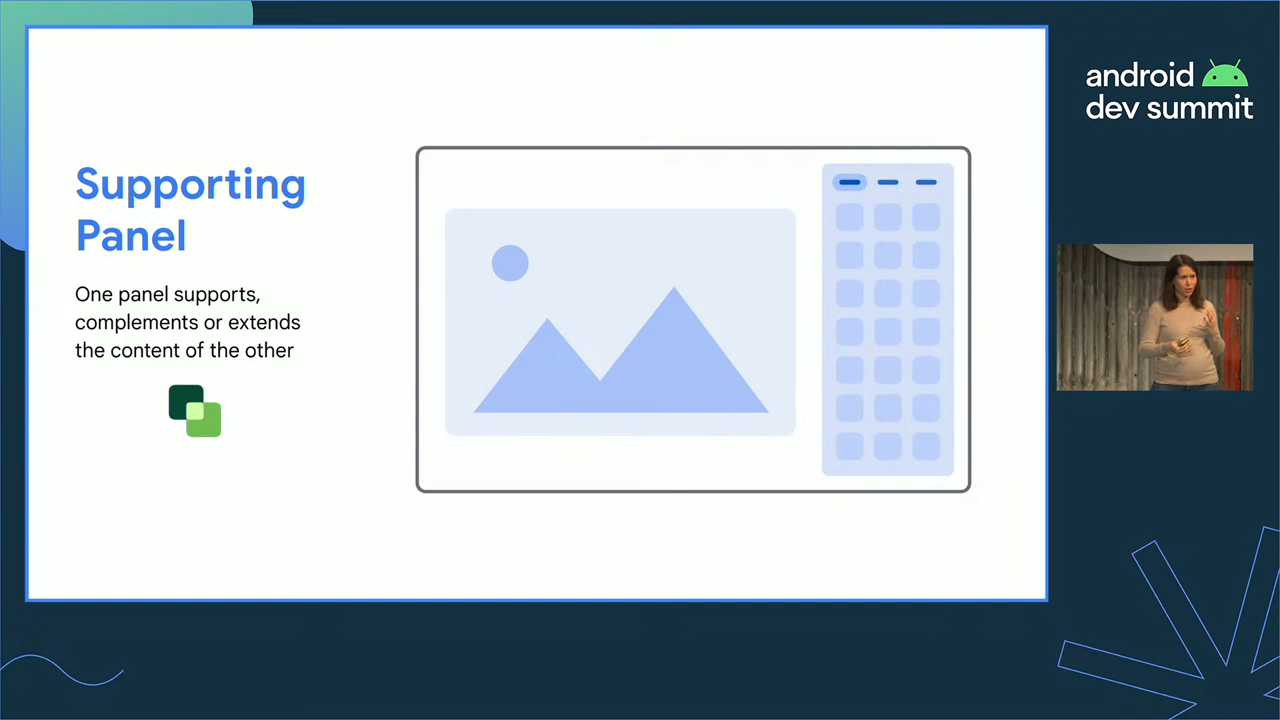 Supporting
Panel
One panel supports,
complements or extends
the content of the other
android
dev summit